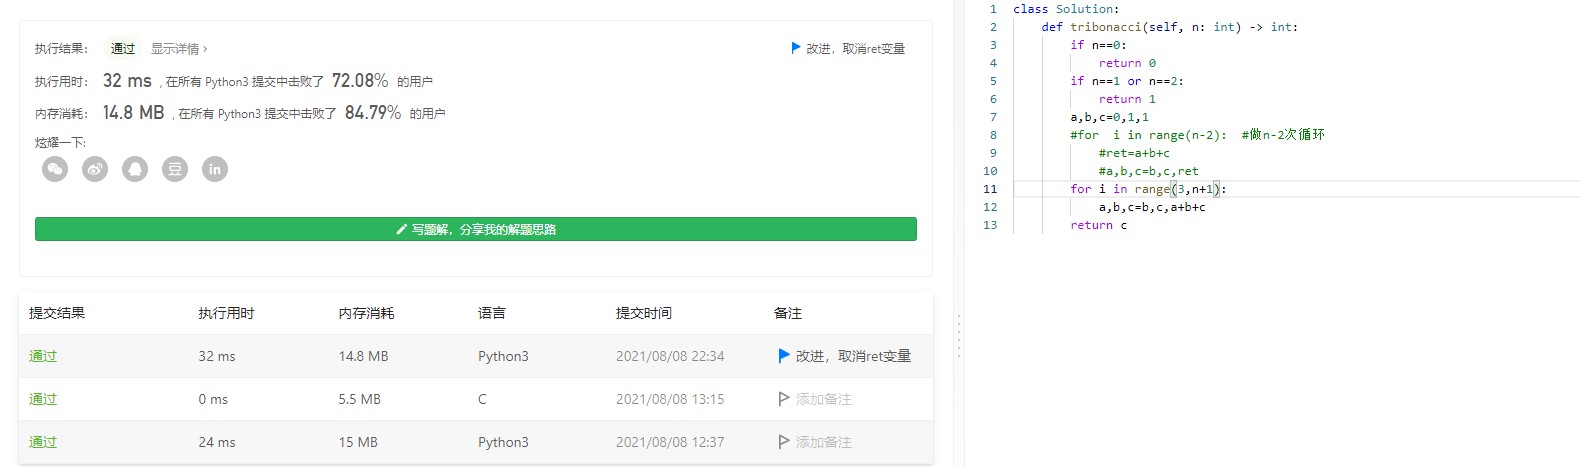 执行结果： 通过 显示详情 › 改进，取消ret变量
执行用时： 32 ms , 在所有 Python3 提交中击败了 72.08% 的用户
内存消耗： 14.8 MB , 在所有 Python3 提交中击败了 84.79% 的用户
炫耀一下:
豆 in
写题解，分享我的解题思路
提交结果 执行用时 内存消耗 语言 提交时间 备注
通过 32 ms 14.8 MB Python3 2021/08/08 22:34 改进，取消ret变量
通过 0 ms 5.5 MB C 2021/08/08 13:15 添加备注
通过 24 ms 15 MB Python3 2021/08/08 12:37 添加备注
1 class Solution:
2     def tribonacci(self, n: int) -> int:
3         if n==0:
4             return 0
5         if n==1 or n==2:
6             return 1
7         a,b,c=0,1,1
8         #for  i in range(n-2):  #做n-2次循环
9             #ret=a+b+c
10             #a,b,c=b,c,ret
11         for i in range(3,n+1):
12             a,b,c=b,c,a+b+c
13         return c